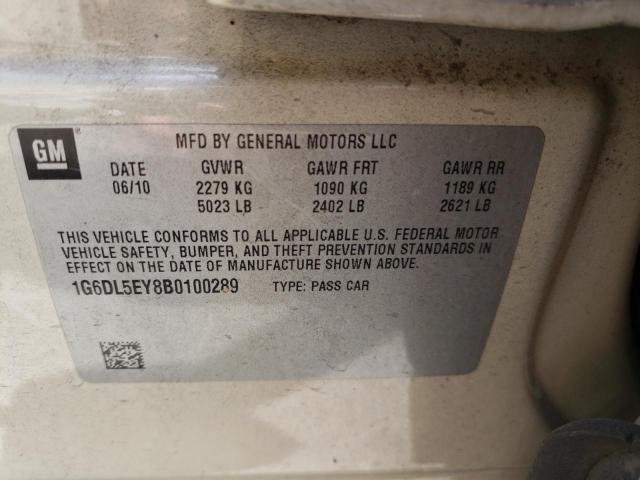 GM
MFD BY GENERAL MOTORS LLC
DATE GVWR GAWR FRT GAWR RR
06/10 2279 KG 1090 KG 1189 KG
5023 LB 2402 LB 2621 LB
THIS VEHICLE CONFORMS TO ALL APPLICABLE U.S. FEDERAL MOTOR
VEHICLE SAFETY, BUMPER, AND THEFT PREVENTION STANDARDS IN
EFFECT ON THE DATE OF MANUFACTURE SHOWN ABOVE.
1G6DL5EY8B0100289 TYPE: PASS CAR